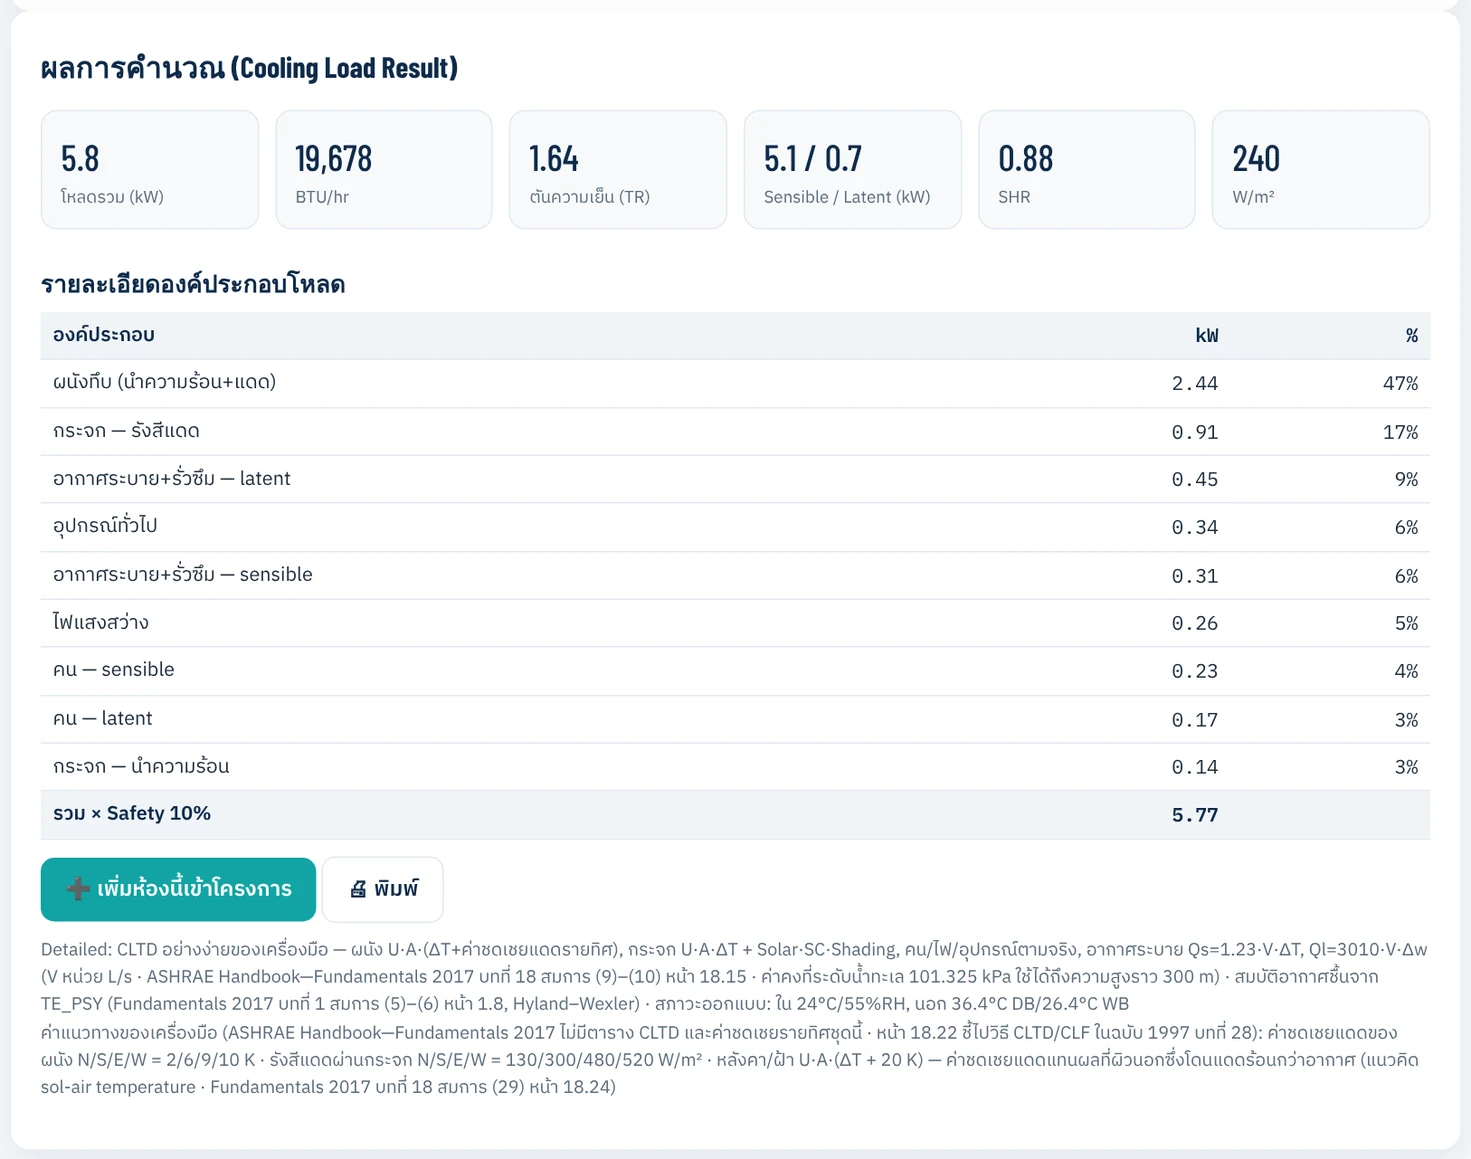 ผลการคำนวณ (Cooling Load Result)
5.8
โหลดรวม (kW)
19,678
BTU/hr
1.64
ตันความเย็น (TR)
5.1 / 0.7
Sensible / Latent (kW)
0.88
SHR
240
W/m²
รายละเอียดองค์ประกอบโหลด
องค์ประกอบ kW %
ผนังทึบ (นำความร้อน+แดด) 2.44 47%
กระจก — รังสีแดด 0.91 17%
อากาศระบาย+รั่วซึม — latent 0.45 9%
อุปกรณ์ทั่วไป 0.34 6%
อากาศระบาย+รั่วซึม — sensible 0.31 6%
ไฟแสงสว่าง 0.26 5%
คน — sensible 0.23 4%
คน — latent 0.17 3%
กระจก — นำความร้อน 0.14 3%
รวม × Safety 10% 5.77
➕ เพิ่มห้องนี้เข้าโครงการ
🖨 พิมพ์
Detailed: CLTD อย่างง่ายของเครื่องมือ — ผนัง U·A·(ΔT+ค่าชดเชยแดดรายทิศ), กระจก U·A·ΔT + Solar·SC·Shading, คน/ไฟ/อุปกรณ์ตามจริง, อากาศระบาย Qs=1.23·V·ΔT, Ql=3010·V·Δw
(V หน่วย L/s · ASHRAE Handbook—Fundamentals 2017 บทที่ 18 สมการ (9)–(10) หน้า 18.15 · ค่าคงที่ระดับน้ำทะเล 101.325 kPa ใช้ได้ถึงความสูงราว 300 m) · สมบัติอากาศชื้นจาก
TE_PSY (Fundamentals 2017 บทที่ 1 สมการ (5)–(6) หน้า 1.8, Hyland–Wexler) · สภาวะออกแบบ: ใน 24°C/55%RH, นอก 36.4°C DB/26.4°C WB
ค่าแนวทางของเครื่องมือ (ASHRAE Handbook—Fundamentals 2017 ไม่มีตาราง CLTD และค่าชดเชยรายทิศชุดนี้ · หน้า 18.22 ชี้ไปวิธี CLTD/CLF ในฉบับ 1997 บทที่ 28): ค่าชดเชยแดดของ
ผนัง N/S/E/W = 2/6/9/10 K · รังสีแดดผ่านกระจก N/S/E/W = 130/300/480/520 W/m² · หลังคา/ฝ้า U·A·(ΔT + 20 K) — ค่าชดเชยแดดแทนผลที่ผิวนอกซึ่งโดนแดดร้อนกว่าอากาศ (แนวคิด
sol-air temperature · Fundamentals 2017 บทที่ 18 สมการ (29) หน้า 18.24)